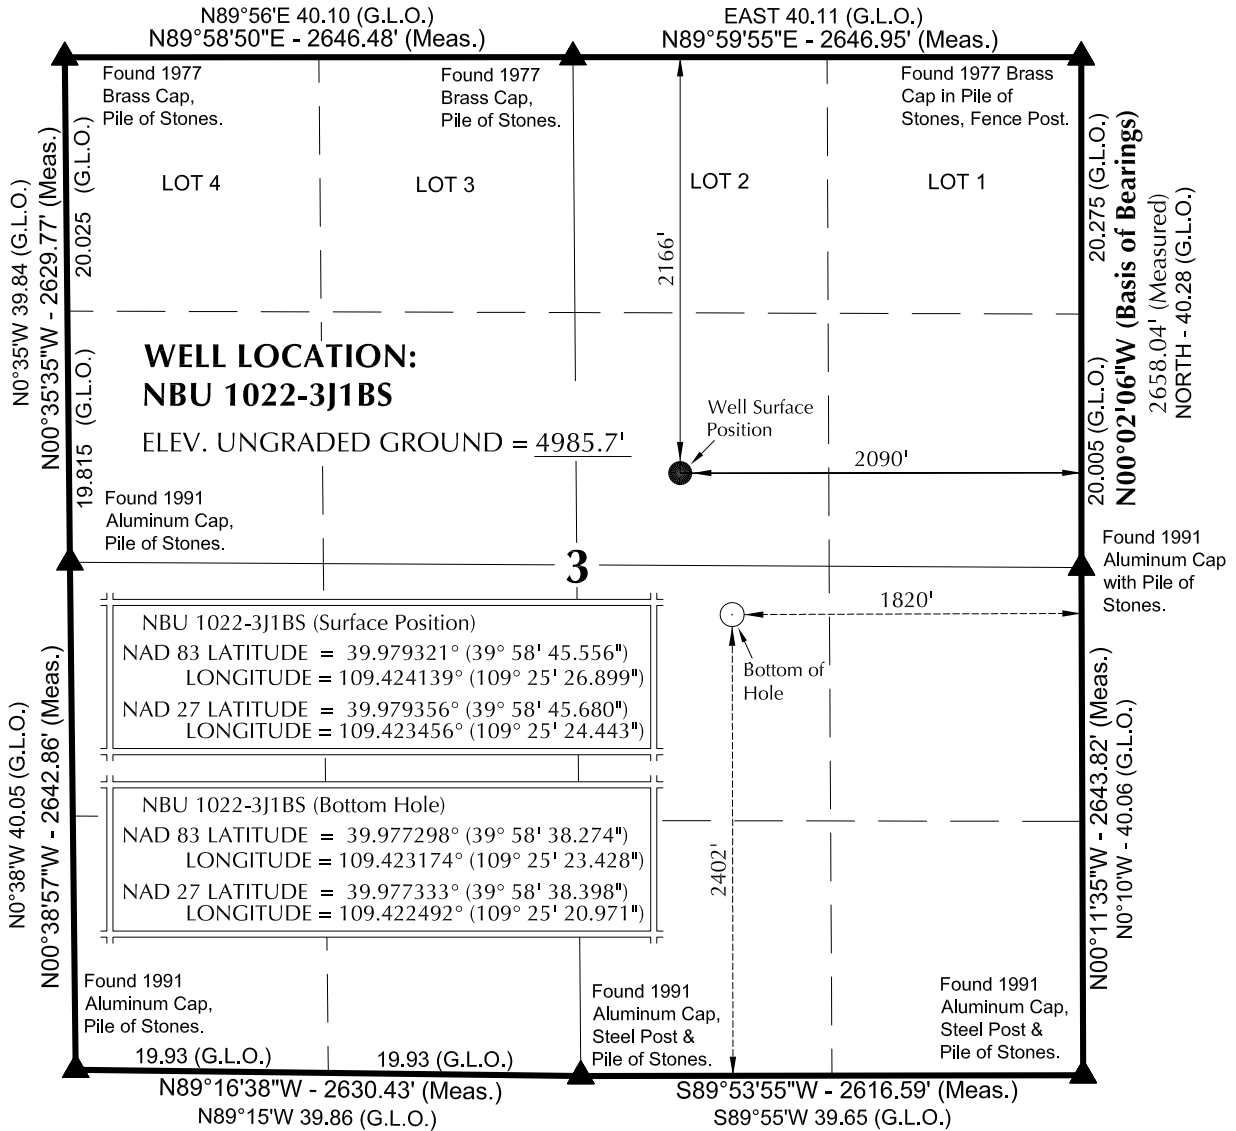 N89°56'E 40.10 (G.L.O.)
N89°58'50"E - 2646.48' (Meas.)
EAST 40.11 (G.L.O.)
N89°59'55"E - 2646.95' (Meas.)
Found 1977
Brass Cap,
Pile of Stones.
Found 1977
Brass Cap,
Pile of Stones.
Found 1977 Brass
Cap in Pile of
Stones, Fence Post.
LOT 4
LOT 3
LOT 2
LOT 1
N0°35'W 39.84 (G.L.O.)
N00°35'35"W - 2629.77' (Meas.)
20.025 (G.L.O.)
19.815 (G.L.O.)
2166'
20.275 (G.L.O.)
20.005 (G.L.O.)
N00°02'06"W (Basis of Bearings)
2658.04' (Measured)
NORTH - 40.28 (G.L.O.)
WELL LOCATION:
NBU 1022-3J1BS
ELEV. UNGRADED GROUND = 4985.7'
Well Surface
Position
2090'
Found 1991
Aluminum Cap,
Pile of Stones.
3
Found 1991
Aluminum Cap
with Pile of
Stones.
1820'
Bottom of
Hole
NBU 1022-3J1BS (Surface Position)
NAD 83 LATITUDE = 39.979321° (39° 58' 45.556")
LONGITUDE = 109.424139° (109° 25' 26.899")
NAD 27 LATITUDE = 39.979356° (39° 58' 45.680")
LONGITUDE = 109.423456° (109° 25' 24.443")
NBU 1022-3J1BS (Bottom Hole)
NAD 83 LATITUDE = 39.977298° (39° 58' 38.274")
LONGITUDE = 109.423174° (109° 25' 23.428")
NAD 27 LATITUDE = 39.977333° (39° 58' 38.398")
LONGITUDE = 109.422492° (109° 25' 20.971")
N0°38'W 40.05 (G.L.O.)
N00°38'57"W - 2642.86' (Meas.)
2402'
N00°11'35"W - 2643.82' (Meas.)
N0°10'W - 40.06 (G.L.O.)
Found 1991
Aluminum Cap,
Pile of Stones.
Found 1991
Aluminum Cap,
Steel Post &
Pile of Stones.
Found 1991
Aluminum Cap,
Steel Post &
Pile of Stones.
19.93 (G.L.O.)
19.93 (G.L.O.)
N89°16'38"W - 2630.43' (Meas.)
N89°15'W 39.86 (G.L.O.)
S89°53'55"W - 2616.59' (Meas.)
S89°55'W 39.65 (G.L.O.)